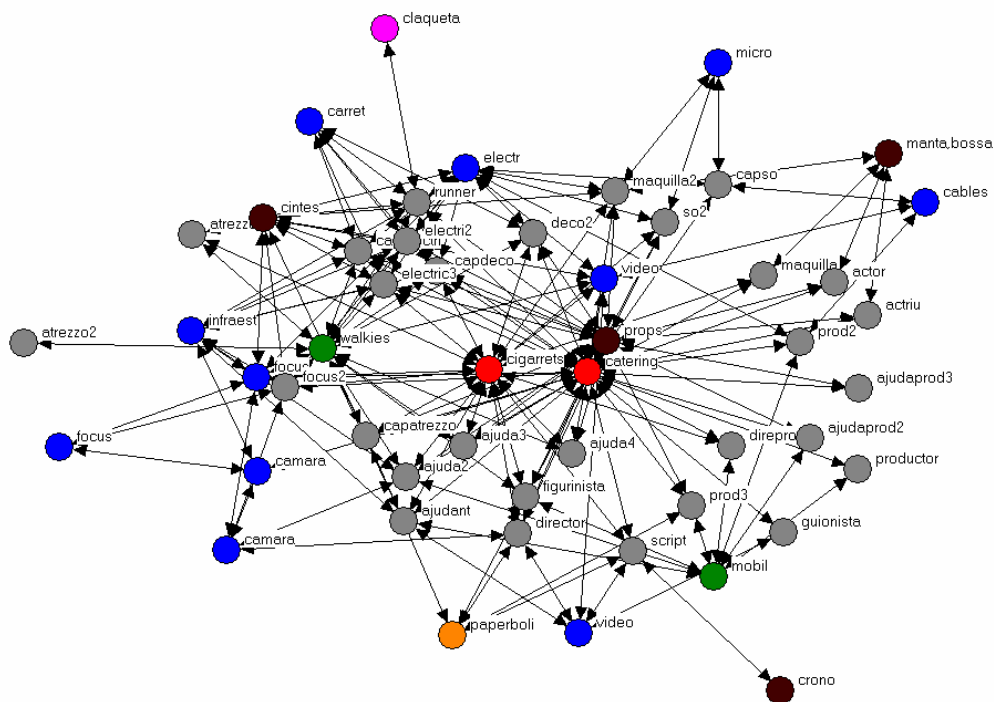 claqueta
micro
carret
manta,bossa
electr
maquilla2
capso
runner
cables
cintes
so2
atrezzo
electri2
deco2
capdeco
video
maquilla
actor
electric3
actriu
infraest
props
prod2
atrezzo2
walkies
cigarrets
catering
focus2
ajudaprod3
capatrezzo
ajuda3
ajuda4
direpro
ajudaprod2
focus
camara
ajuda2
productor
figurinista
prod3
ajudant
director
script
guionista
camara
mobil
paperboli
video
crono